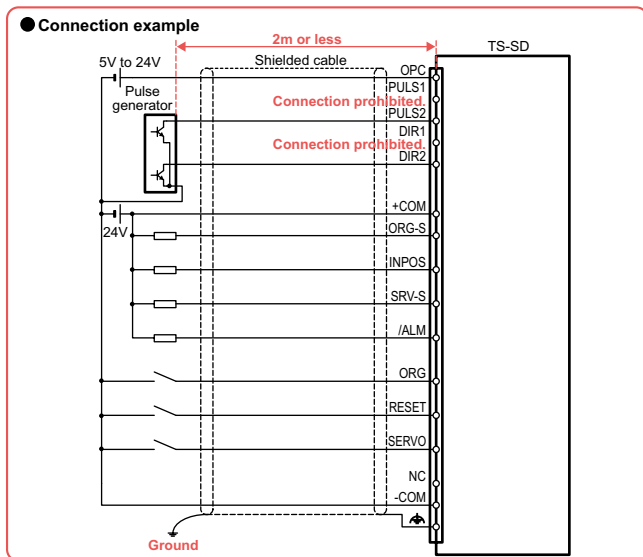 Connection example
2m or less
TS-SD
5V to 24V
Shielded cable
OPC
Pulse
generator
PULS1
Connection prohibited.
PULS2
DIR1
Connection prohibited.
DIR2
+COM
24V
ORG-S
INPOS
SRV-S
/ALM
ORG
RESET
SERVO
NC
-COM
Ground